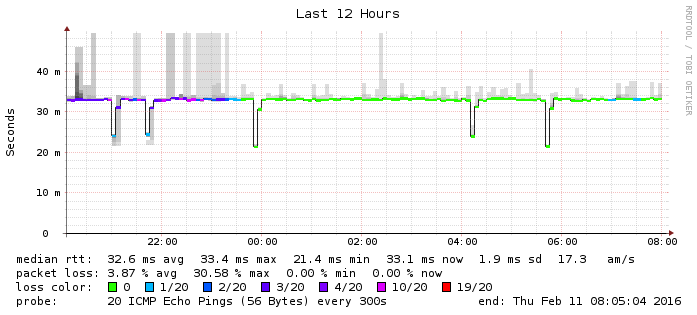 Last 12 Hours
RRDTOOL / TOBI OETIKER
Seconds
40 m
30 m
20 m
10 m
0
22:00 00:00 02:00 04:00 06:00 08:00
median rtt: 32.6 ms avg 33.4 ms max 21.4 ms min 33.1 ms now 1.9 ms sd 17.3 am/s
packet loss: 3.87 % avg 30.58 % max 0.00 % min 0.00 % now
loss color: 0 1/20 2/20 3/20 4/20 10/20 19/20
probe: 20 ICMP Echo Pings (56 Bytes) every 300s end: Thu Feb 11 08:05:04 2016